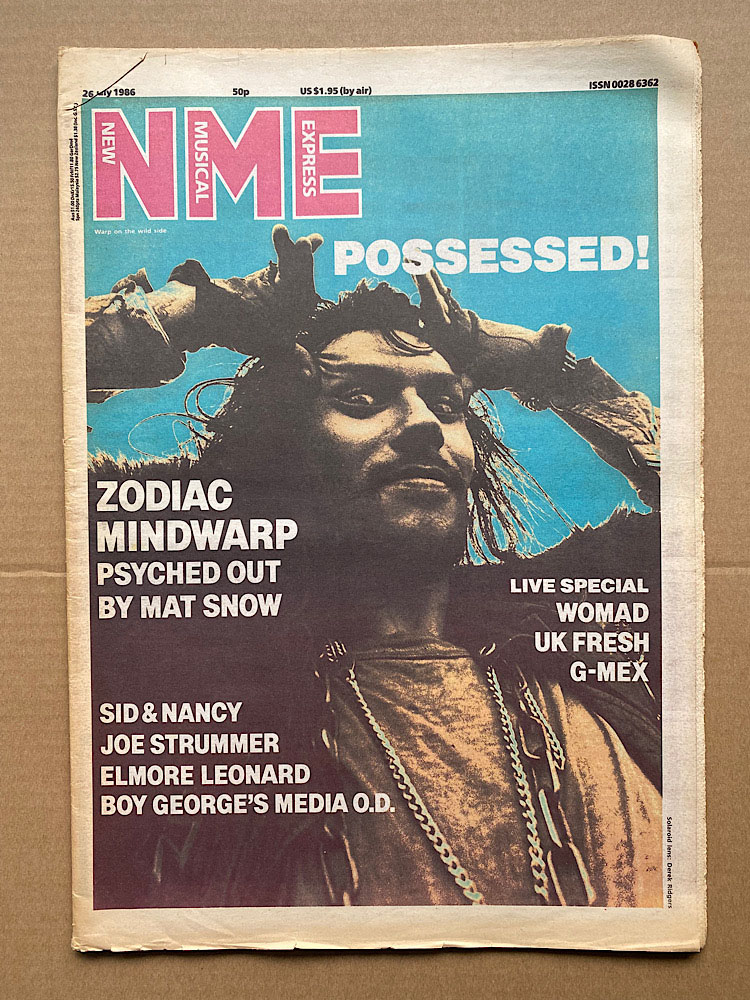 26 July 1986
50p
US $1.95 (by air)
ISSN 0028 6362
NME
NEW
MUSICAL
EXPRESS
Warp on the wild side
POSSESSED!
ZODIAC
MINDWARP
PSYCHED OUT
BY MAT SNOW
LIVE SPECIAL
WOMAD
UK FRESH
G-MEX
SID & NANCY
JOE STRUMMER
ELMORE LEONARD
BOY GEORGE'S MEDIA O.D.
Solaroid lens: Derek Ridgers